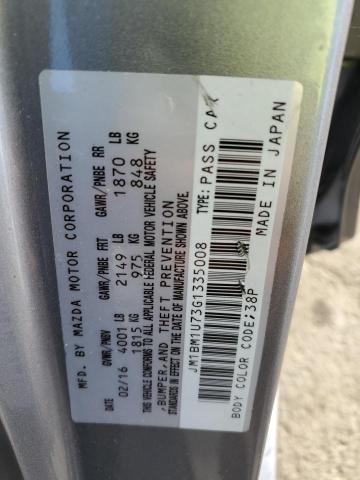 MFD. BY MAZDA MOTOR CORPORATION
GVWR/PNBV GAWR/PNBE FRT GAWR/PNBE RR
02/16 4001 LB 2149 LB 1870 LB
1815 KG 975 KG 848 KG
THIS VEHICLE CONFORMS TO ALL APPLICABLE FEDERAL MOTOR VEHICLE SAFETY
,BUMPER,AND THEFT PREVENTION
STANDARDS IN EFFECT ON THE DATE OF MANUFACTURE SHOWN ABOVE.
JM1BM1U73G1335008 TYPE: PASS CAR
BODY COLOR CODE:38P MADE IN JAPAN